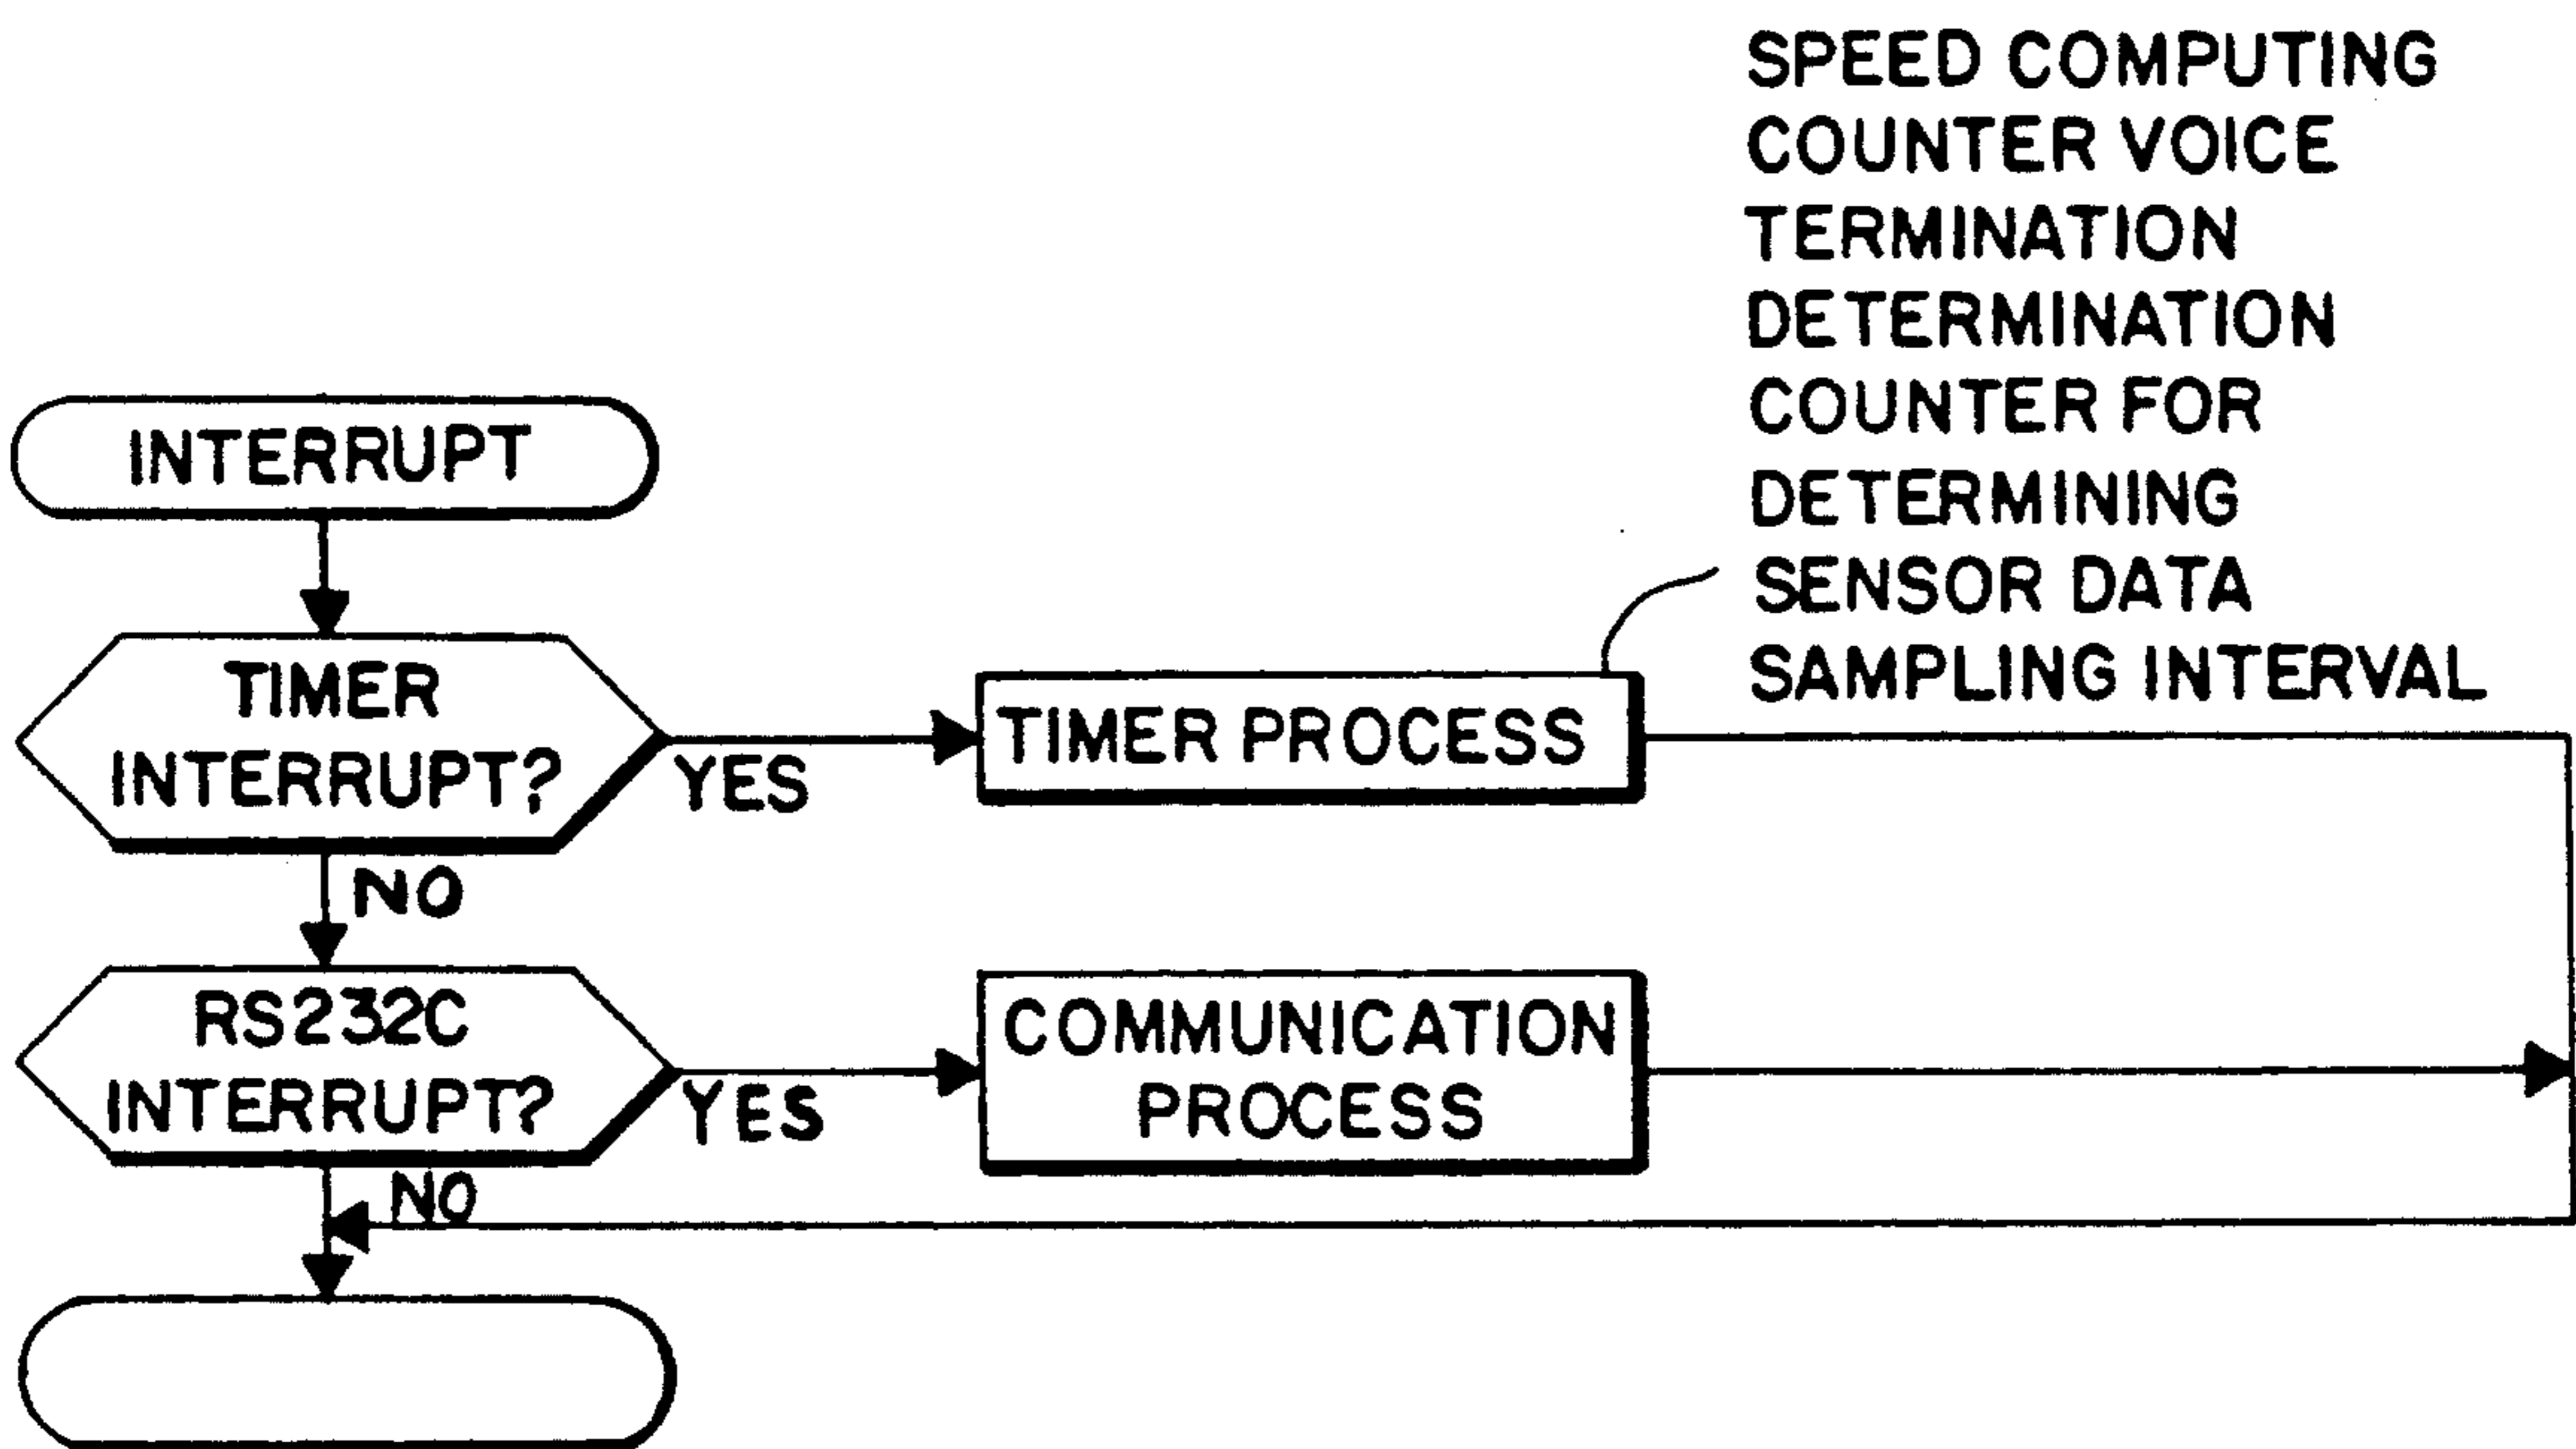 SPEED COMPUTING
COUNTER VOICE
TERMINATION
DETERMINATION
COUNTER FOR
DETERMINING
SENSOR DATA
SAMPLING INTERVAL
INTERRUPT
TIMER
INTERRUPT?
YES
TIMER PROCESS
NO
RS232C
INTERRUPT?
YES
COMMUNICATION
PROCESS
NO